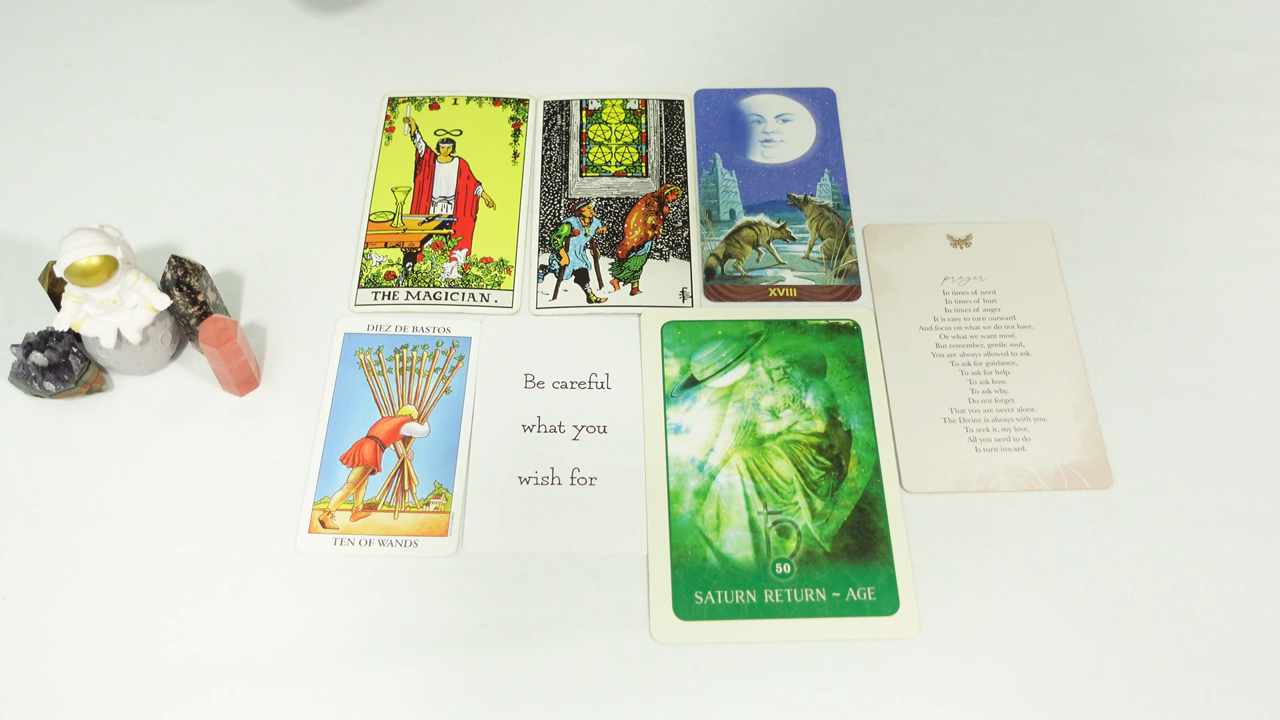 I
THE MAGICIAN.
XVIII
DIEZ DE BASTOS
TEN OF WANDS
Be careful
what you
wish for
50
SATURN RETURN ~ AGE
prayer
In times of need
In times of hurt
In times of anger
It is easy to turn outward
And focus on what we do not have,
Or what we want most.
But remember, gentle soul,
You are always allowed to ask.
To ask for guidance,
To ask for help.
To ask how.
To ask why.
Do not forget
That you are never alone.
The Divine is always with you.
To seek it, my love,
All you need to do
Is turn inward.